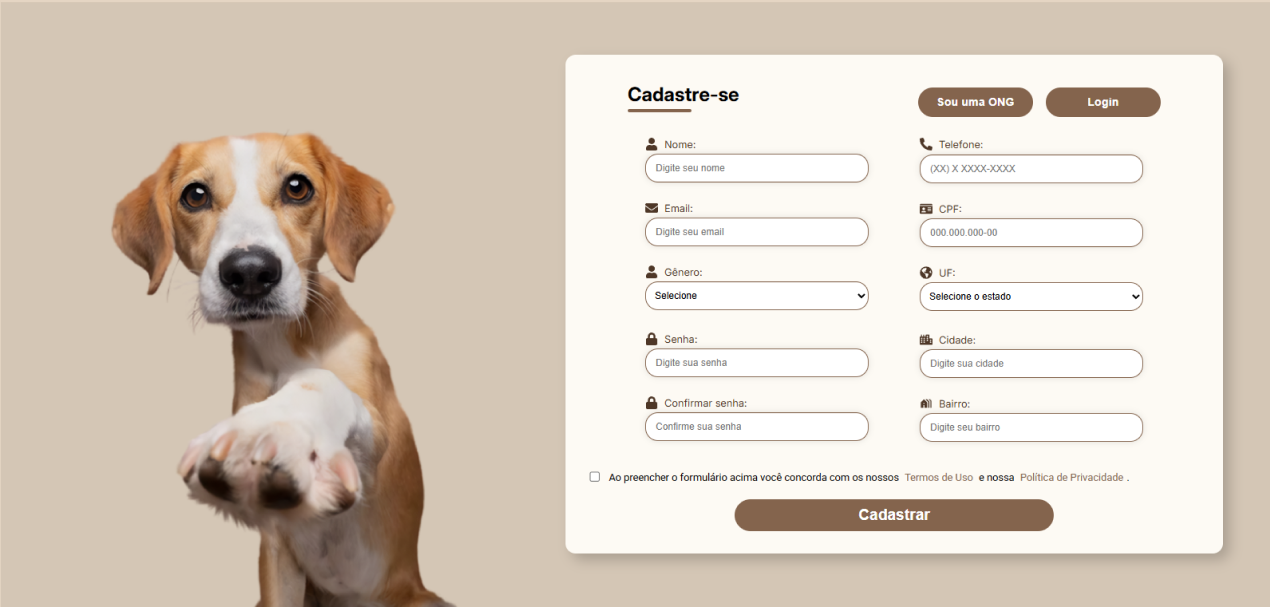 Cadastre-se
Sou uma ONG
Login
Nome:
Digite seu nome
Telefone:
(XX) X XXXX-XXXX
Email:
Digite seu email
CPF:
000.000.000-00
Gênero:
Selecione
UF:
Selecione o estado
Senha:
Digite sua senha
Cidade:
Digite sua cidade
Confirmar senha:
Confirme sua senha
Bairro:
Digite seu bairro
Ao preencher o formulário acima você concorda com os nossos Termos de Uso e nossa Política de Privacidade .
Cadastrar